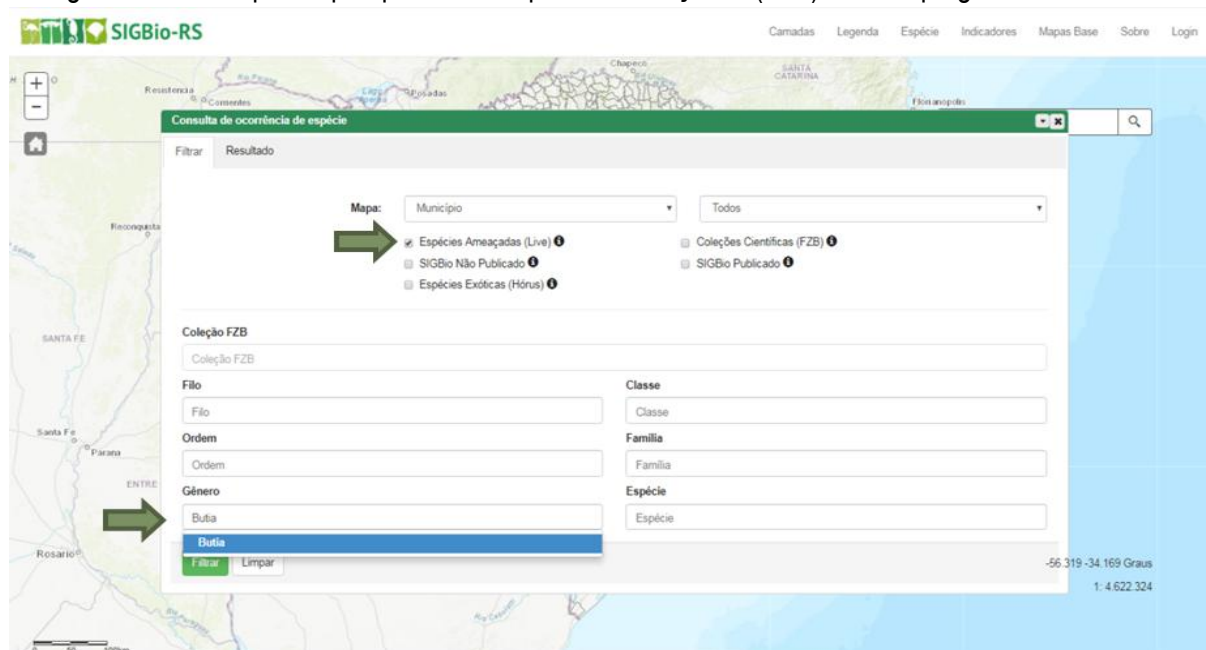 SIGBio-RS
Camadas Legenda Espécie Indicadores Mapas Base Sobre Login
Chapecó
SANTA CATARINA
Resistencia
Corrientes
Posadas
Florianopolis
+
-
Consulta de ocorrência de espécie
Filtrar Resultado
Mapa: Município Todos
Espécies Ameaçadas (Live) Coleções Científicas (FZB)
SIGBio Não Publicado SIGBio Publicado
Espécies Exóticas (Hórus)
Reconquista
Coleção FZB
Coleção FZB
SANTA FE
Filo Classe
Filo Classe
Ordem Família
Ordem Família
Santa Fe
Parana
ENTRE
Gênero Espécie
Butia Espécie
Butia
Filtrar Limpar
Rosario
-56.319 -34.169 Graus
1: 4.622.324